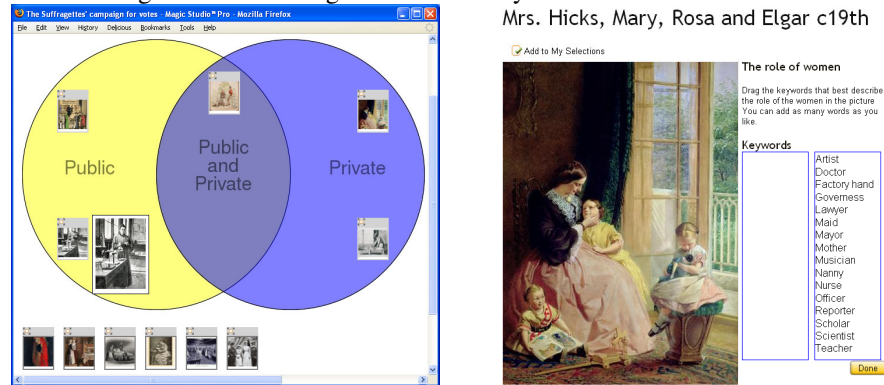 The Suffragettes' campaign for votes - Magic Studio™ Pro - Mozilla Firefox
File Edit View History Delicious Bookmarks Tools Help
Public
Public
and
Private
Private
Mrs. Hicks, Mary, Rosa and Elgar c19th
Add to My Selections
The role of women
Drag the keywords that best describe
the role of the women in the picture
You can add as many words as you
like.
Keywords
Artist
Doctor
Factory hand
Governess
Lawyer
Maid
Mayor
Mother
Musician
Nanny
Nurse
Officer
Reporter
Scholar
Scientist
Teacher
Done